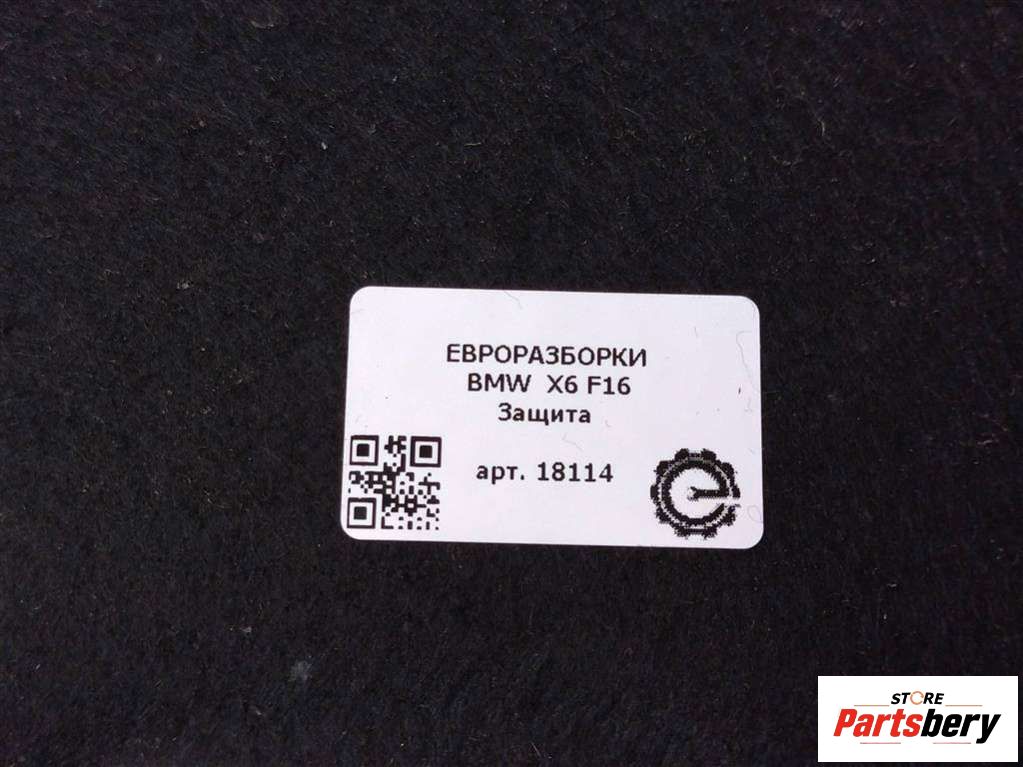 ЕВРОРАЗБОРКИ
BMW X6 F16
Защита
арт. 18114
STORE
Partsbery